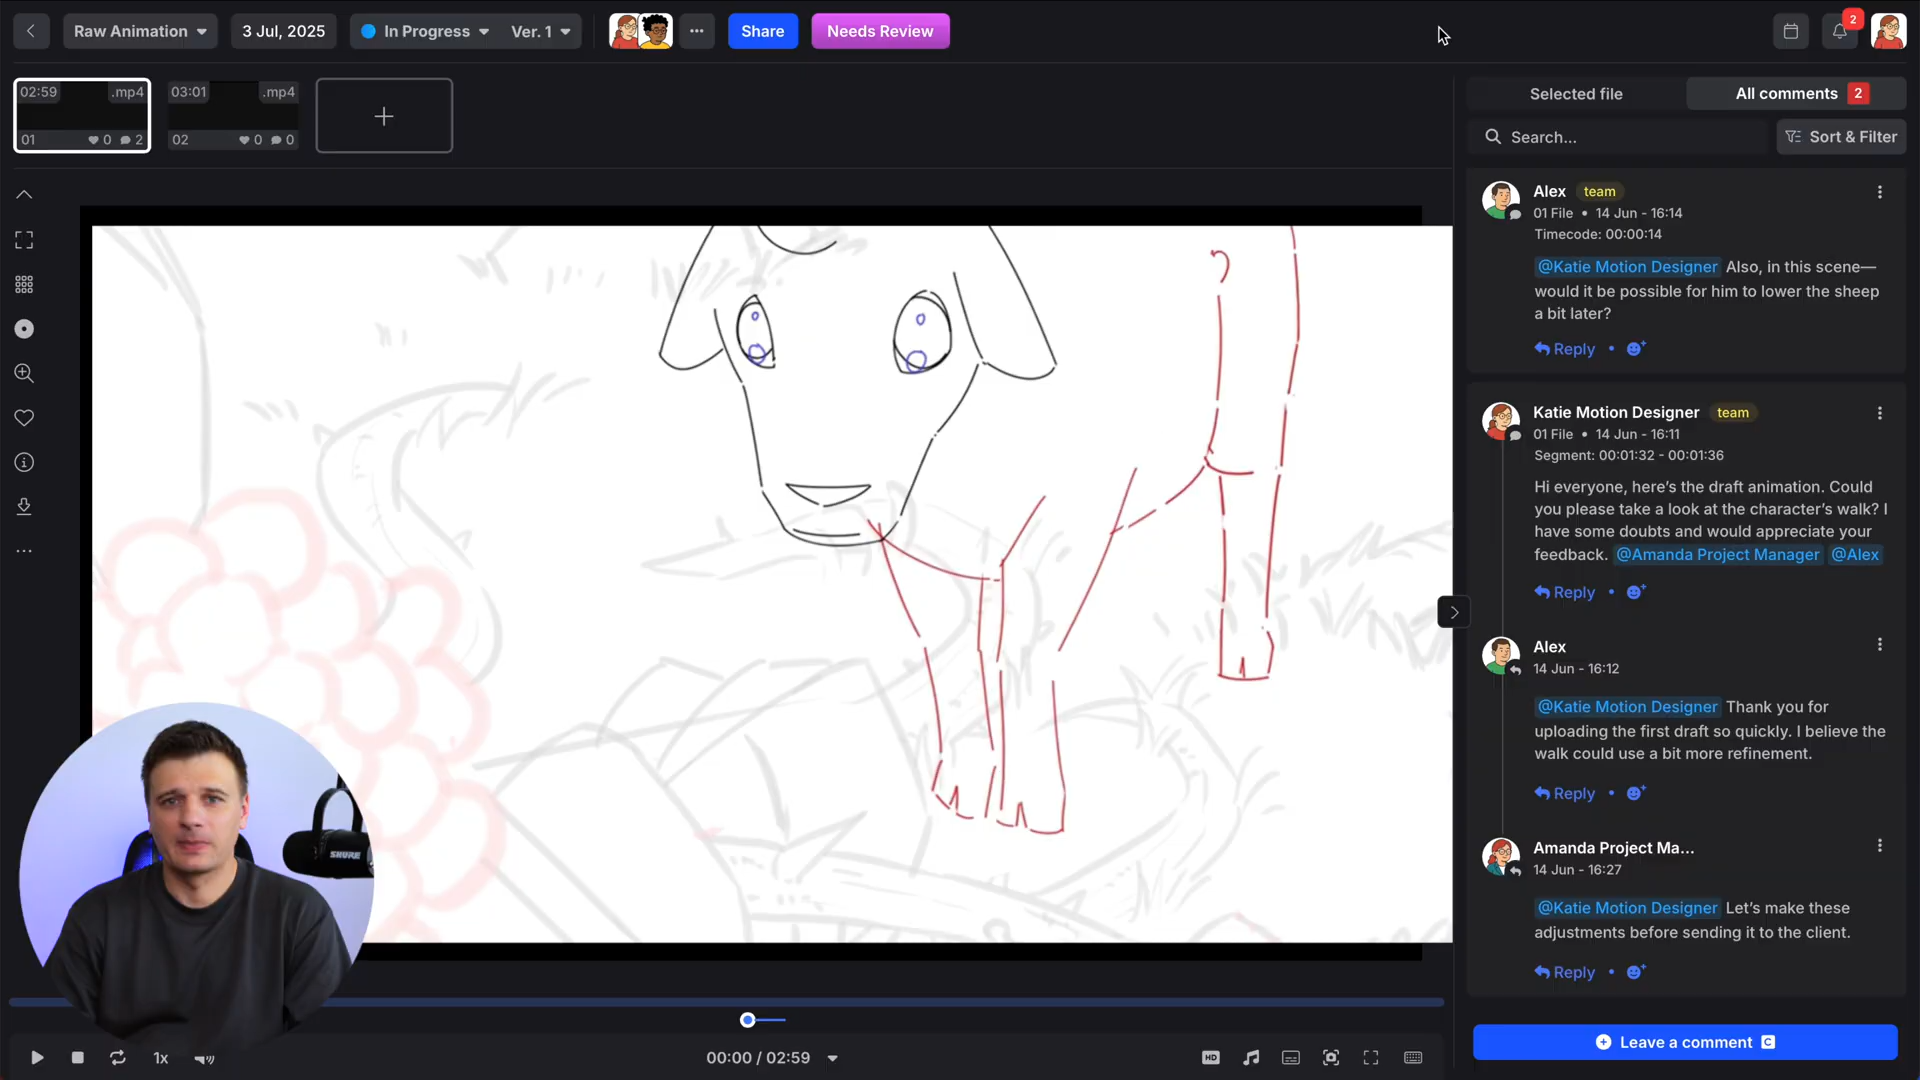 Raw Animation
3 Jul, 2025
In Progress
Ver. 1
Share
Needs Review
2
02:59
.mp4
01
0
2
03:01
.mp4
02
0
0
Selected file
All comments
2
Search...
Sort & Filter
Alex
team
01 File • 14 Jun - 16:14
Timecode: 00:00:14
@Katie Motion Designer Also, in this scene—
would it be possible for him to lower the sheep
a bit later?
Reply
Katie Motion Designer
team
01 File • 14 Jun - 16:11
Segment: 00:01:32 - 00:01:36
Hi everyone, here's the draft animation. Could
you please take a look at the character's walk? I
have some doubts and would appreciate your
feedback. @Amanda Project Manager @Alex
Reply
Alex
14 Jun - 16:12
@Katie Motion Designer Thank you for
uploading the first draft so quickly. I believe the
walk could use a bit more refinement.
Reply
Amanda Project Ma...
14 Jun - 16:27
@Katie Motion Designer Let's make these
adjustments before sending it to the client.
Reply
Leave a comment C
SHURE
1x
00:00 / 02:59
HD